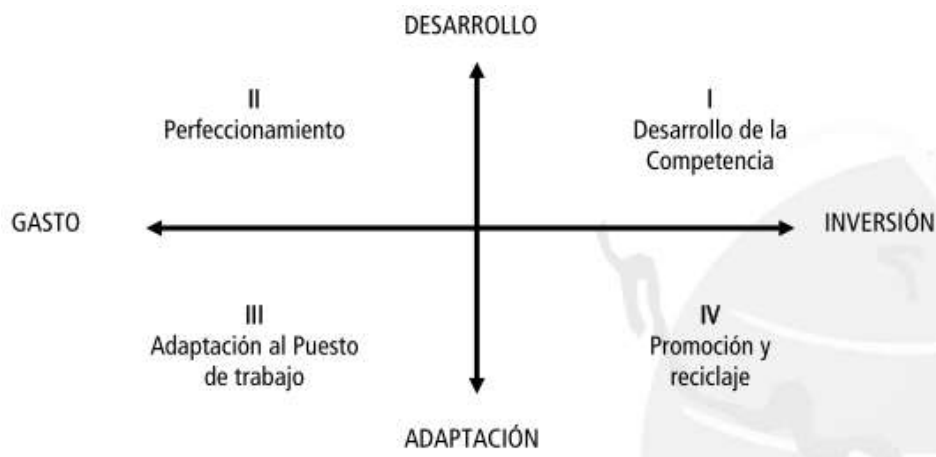 DESARROLLO
II
Perfeccionamiento
I
Desarrollo de la
Competencia
GASTO
INVERSIÓN
III
Adaptación al Puesto
de trabajo
IV
Promoción y
reciclaje
ADAPTACIÓN